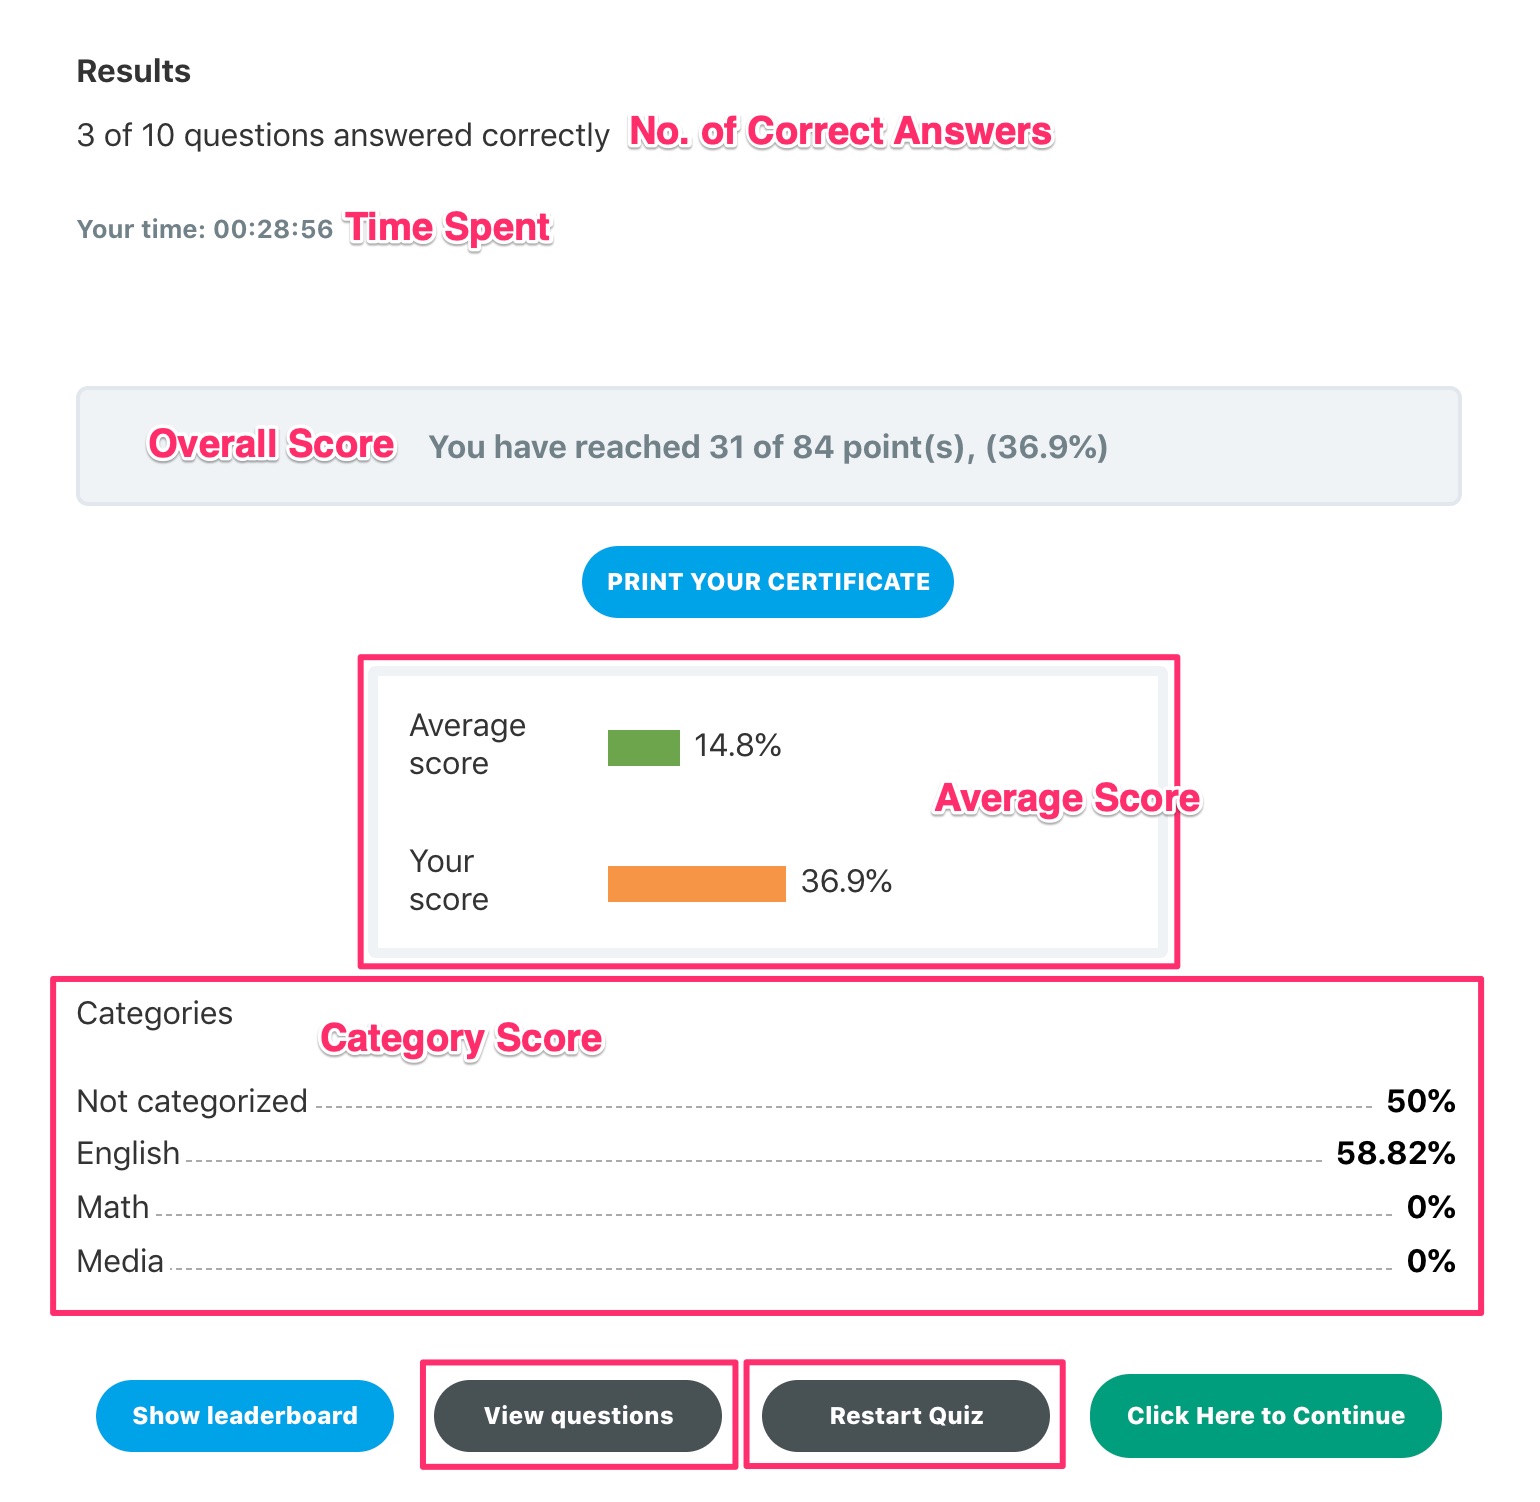 Results
3 of 10 questions answered correctly No. of Correct Answers
Your time: 00:28:56 Time Spent
Overall Score You have reached 31 of 84 point(s), (36.9%)
PRINT YOUR CERTIFICATE
Average
score
14.8%
Average Score
Your
score
36.9%
Categories
Category Score
Not categorized 50%
English 58.82%
Math 0%
Media 0%
Show leaderboard View questions Restart Quiz Click Here to Continue